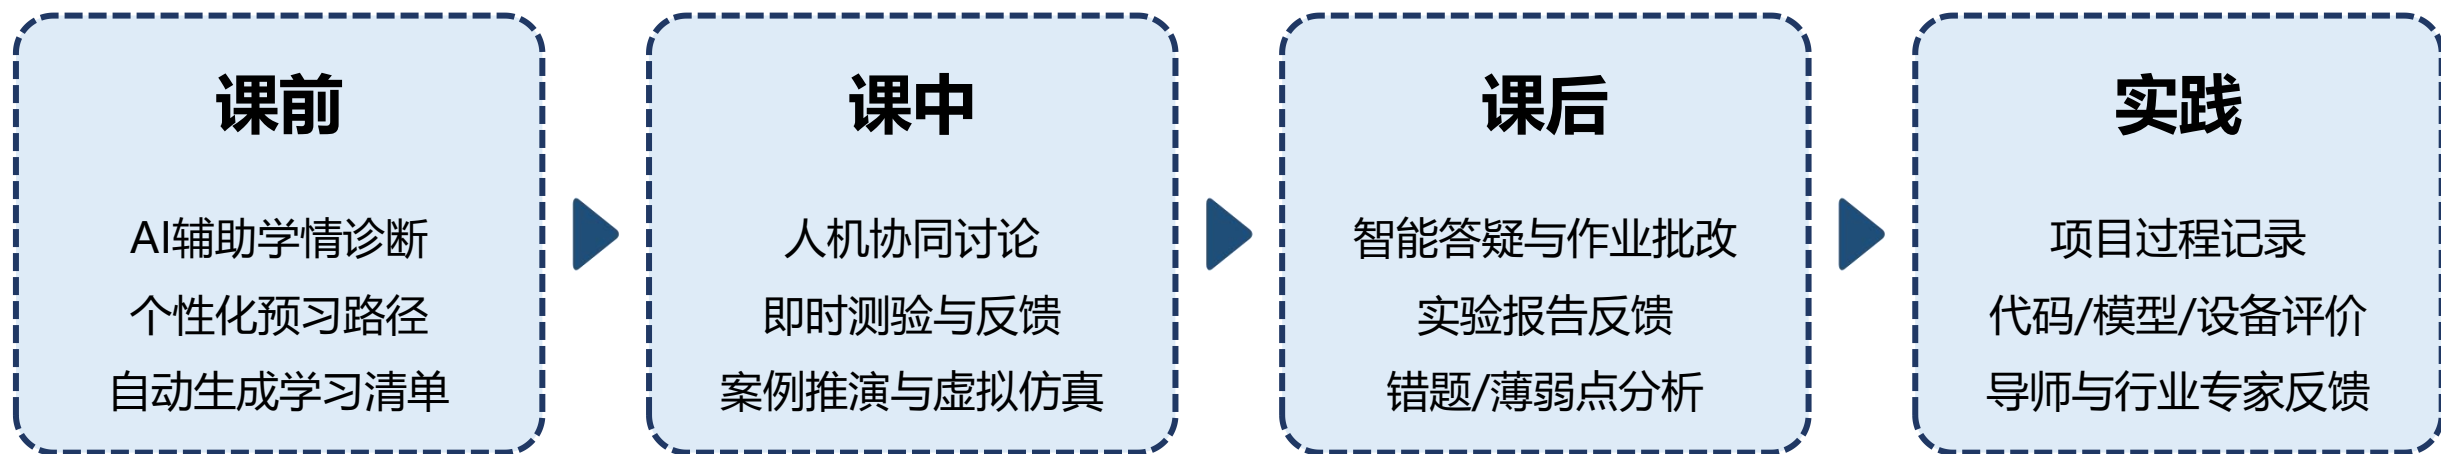 课前
AI辅助学情诊断
个性化预习路径
自动生成学习清单
课中
人机协同讨论
即时测验与反馈
案例推演与虚拟仿真
课后
智能答疑与作业批改
实验报告反馈
错题/薄弱点分析
实践
项目过程记录
代码/模型/设备评价
导师与行业专家反馈